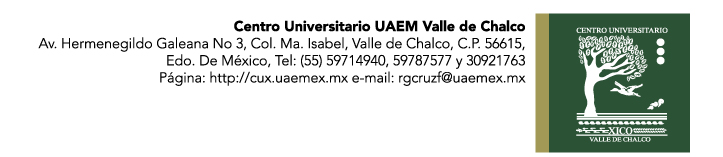 Centro Universitario UAEM Valle de Chalco
Av. Hermenegildo Galeana No 3, Col. Ma. Isabel, Valle de Chalco, C.P. 56615,
Edo. De México, Tel: (55) 59714940, 59787577 y 30921763
Página: http://cux.uaemex.mx e-mail: rgcruzf@uaemex.mx
CENTRO UNIVERSITARIO
XICO
VALLE DE CHALCO